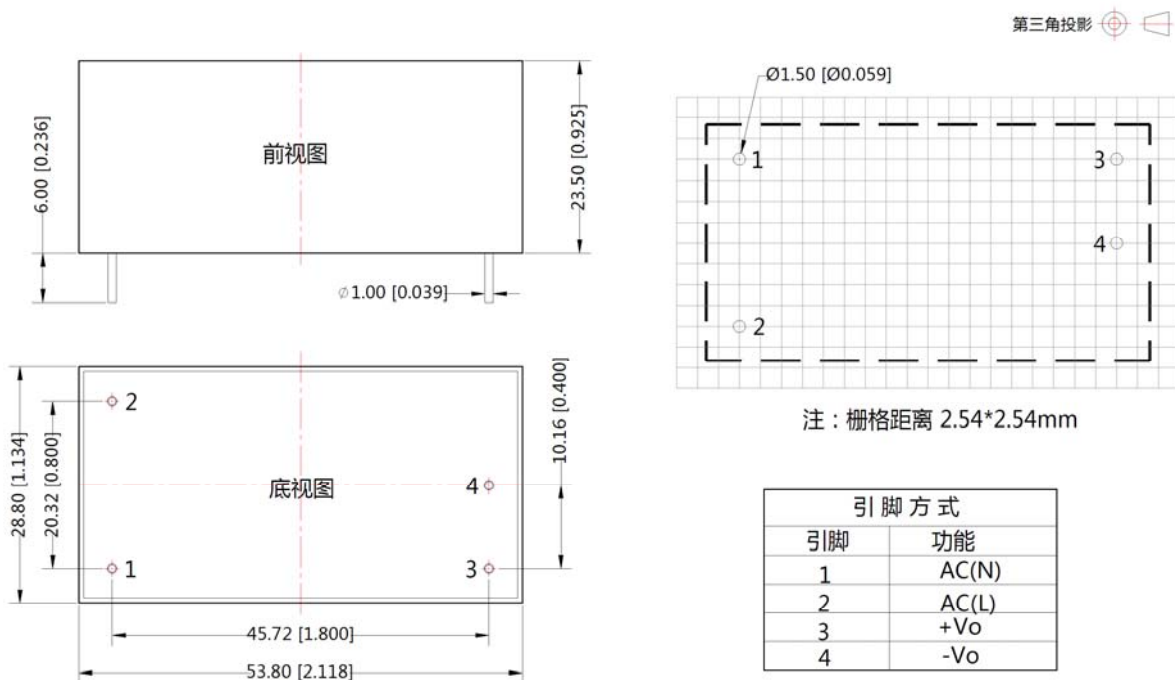 第三角投影
前视图
6.00 [0.236]
23.50 [0.925]
∅1.00 [0.039]
Ø1.50 [Ø0.059]
1
3
4
2
注：栅格距离 2.54*2.54mm
2
底视图
4
1
3
28.80 [1.134]
20.32 [0.800]
10.16 [0.400]
45.72 [1.800]
53.80 [2.118]
引脚方式
引脚 功能
1 AC(N)
2 AC(L)
3 +Vo
4 -Vo